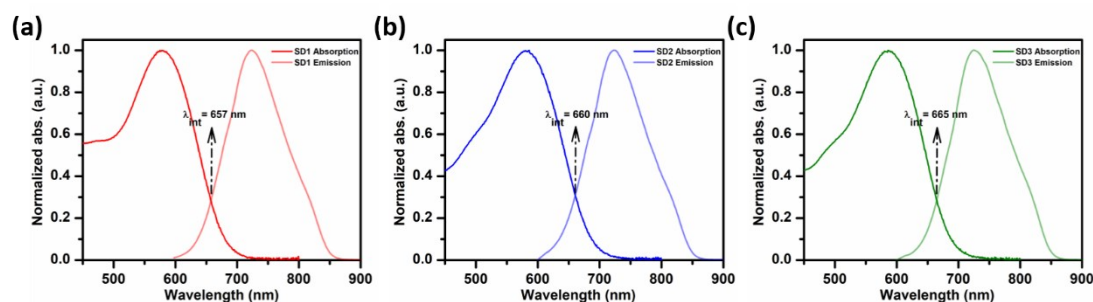 (a)
Normalized abs. (a.u.)
1.0
0.8
0.6
0.4
0.2
0.0
SD1 Absorption
SD1 Emission
λint = 657 nm
500 600 700 800 900
Wavelength (nm)
(b)
Normalized abs. (a.u.)
1.0
0.8
0.6
0.4
0.2
0.0
SD2 Absorption
SD2 Emission
λint = 660 nm
500 600 700 800 900
Wavelength (nm)
(c)
Normalized abs. (a.u.)
1.0
0.8
0.6
0.4
0.2
0.0
SD3 Absorption
SD3 Emission
λint = 665 nm
500 600 700 800 900
Wavelength (nm)